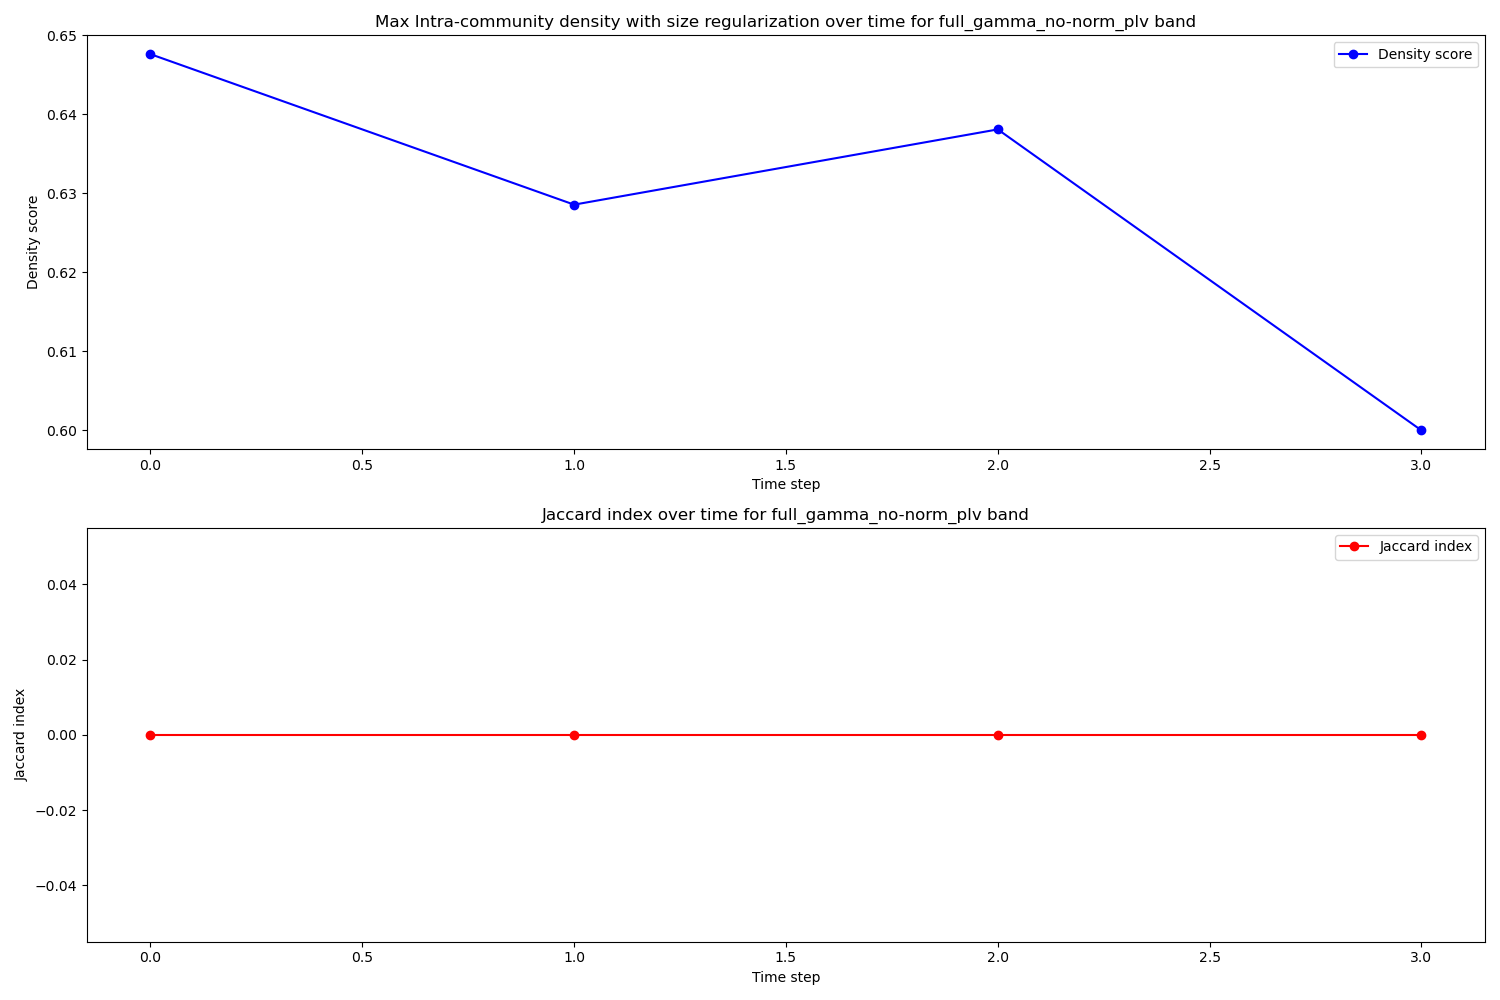 Max Intra-community density with size regularization over time for full_gamma_no-norm_plv band
0.65
0.64
0.63
0.62
0.61
0.60
Density score
Density score
0.0 0.5 1.0 1.5 2.0 2.5 3.0
Time step
Jaccard index over time for full_gamma_no-norm_plv band
0.04
0.02
0.00
−0.02
−0.04
Jaccard index
Jaccard index
0.0 0.5 1.0 1.5 2.0 2.5 3.0
Time step